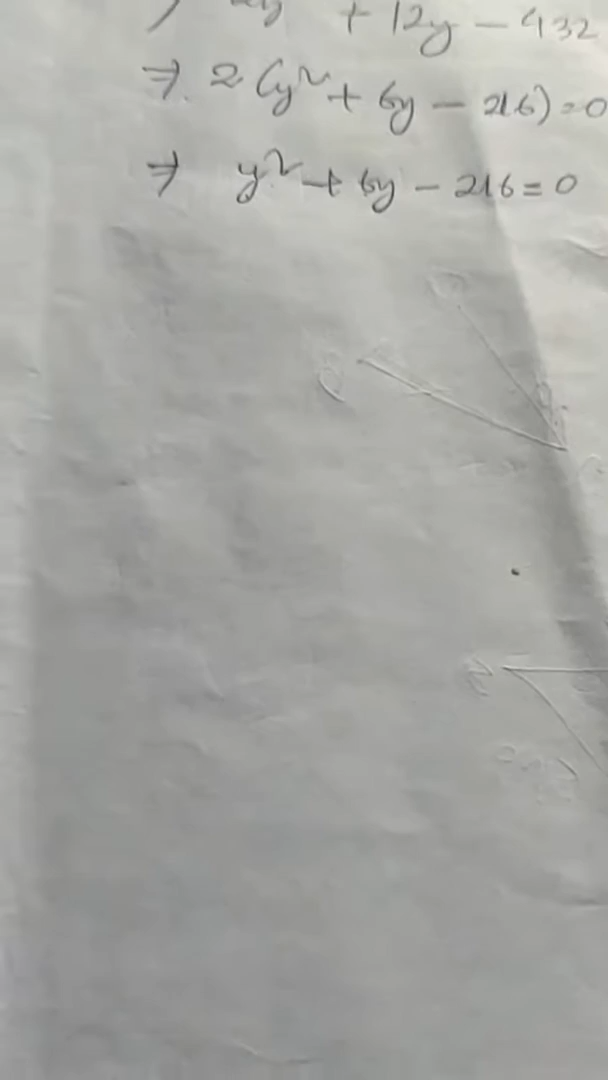 + 12y - 432
⇒ 2(y² + 6y - 216) = 0
⇒ y² + 6y - 216 = 0